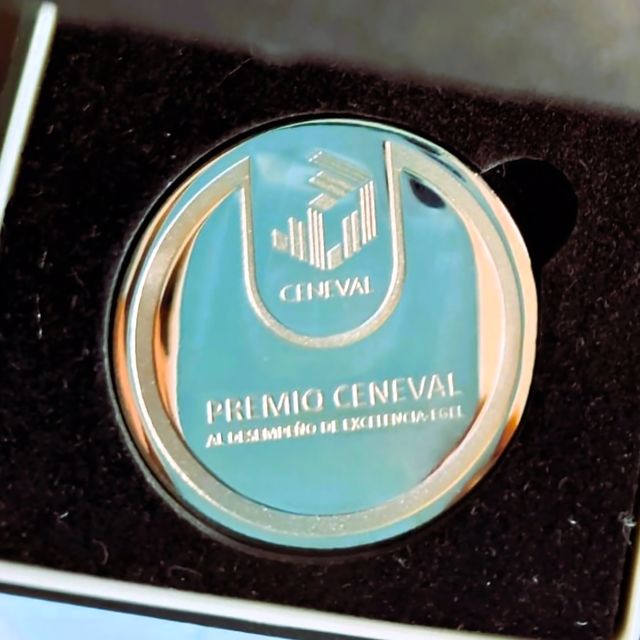 CENEVAL
PREMIO CENEVAL
AL DESEMPEÑO DE EXCELENCIA-EGEL